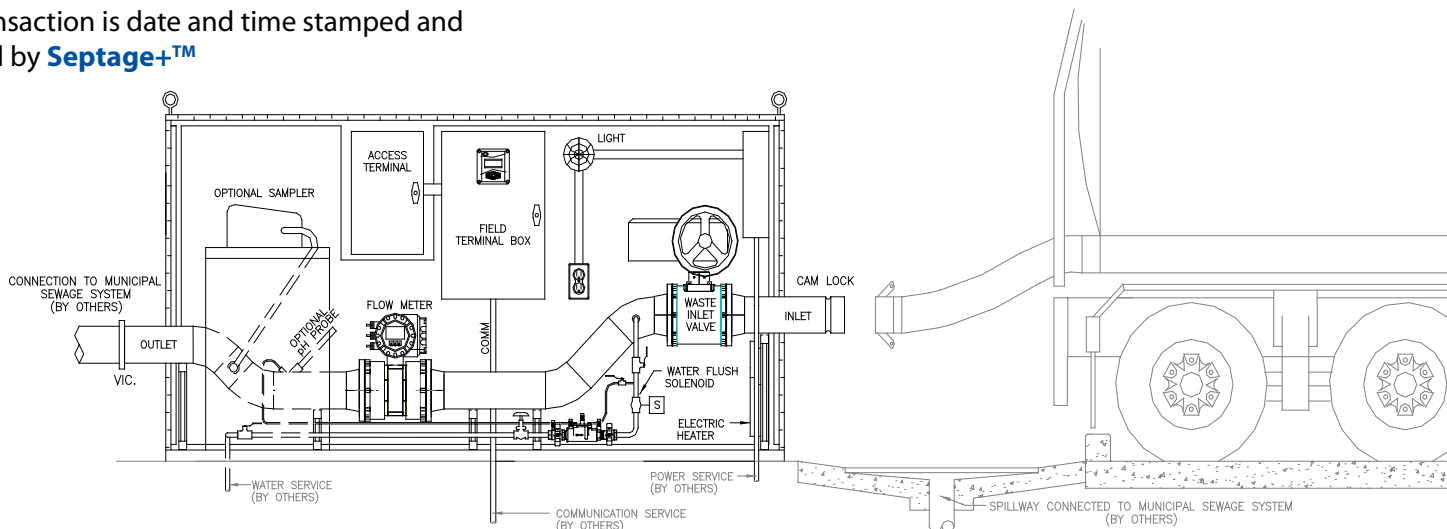 nsaction is date and time stamped and
by Septage+™
LIGHT
ACCESS
TERMINAL
OPTIONAL SAMPLER
FIELD
TERMINAL BOX
CONNECTION TO MUNICIPAL
SEWAGE SYSTEM
(BY OTHERS)
CAM LOCK
FLOW METER
WASTE
INLET
VALVE
INLET
OPTIONAL
pH PROBE
OUTLET
COMM
VIC.
WATER FLUSH
SOLENOID
S
ELECTRIC
HEATER
WATER SERVICE
(BY OTHERS)
POWER SERVICE
(BY OTHERS)
COMMUNICATION SERVICE
(BY OTHERS)
SPILLWAY CONNECTED TO MUNICIPAL SEWAGE SYSTEM
(BY OTHERS)